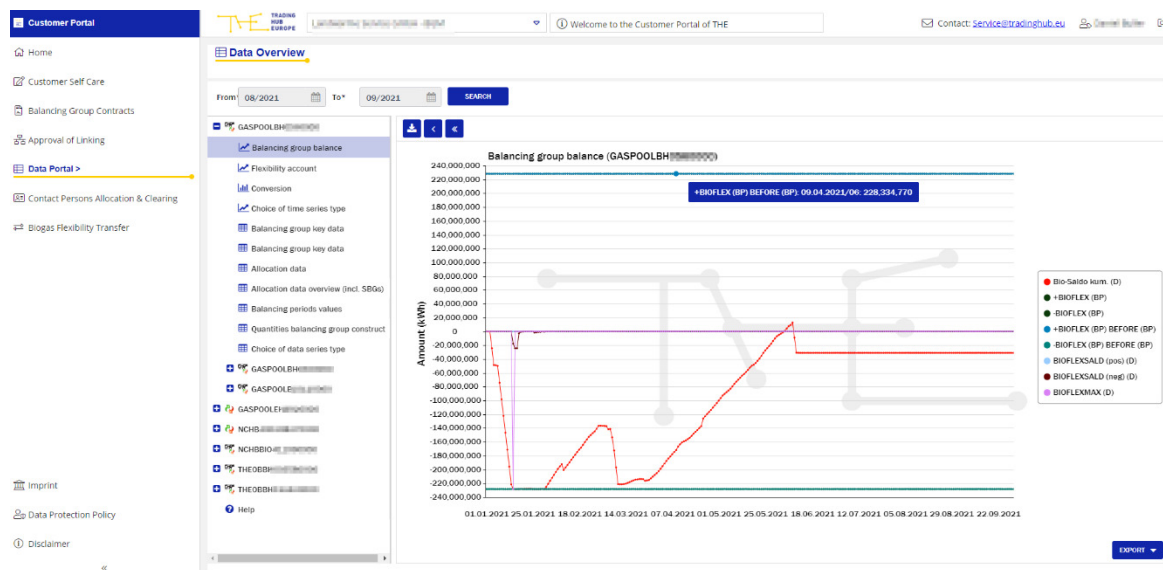 Customer Portal
TRADING
HUB
EUROPE
Welcome to the Customer Portal of THE
Contact: Service@tradinghub.eu
Home
Customer Self Care
Balancing Group Contracts
Approval of Linking
Data Portal >
Contact Persons Allocation & Clearing
Biogas Flexibility Transfer
Imprint
Data Protection Policy
Disclaimer
«
Data Overview
From* 08/2021 To* 09/2021 SEARCH
GASPOOLBH
Balancing group balance
Flexibility account
Conversion
Choice of time series type
Balancing group key data
Balancing group key data
Allocation data
Allocation data overview (incl. SBGs)
Balancing periods values
Quantities balancing group construct
Choice of data series type
GASPOOLBH
GASPOOLE
GASPOOLEH
NCHB
NCHBBIO
THE0BBH
THE0BBH
Help
‹ «
Balancing group balance (GASPOOLBH
+BIOFLEX (BP) BEFORE (BP): 09.04.2021/06: 228,334,770
Amount (kWh)
240,000,000
220,000,000
200,000,000
180,000,000
160,000,000
140,000,000
120,000,000
100,000,000
80,000,000
60,000,000
40,000,000
20,000,000
0
-20,000,000
-40,000,000
-60,000,000
-80,000,000
-100,000,000
-120,000,000
-140,000,000
-160,000,000
-180,000,000
-200,000,000
-220,000,000
-240,000,000
01.01.2021 25.01.2021 18.02.2021 14.03.2021 07.04.2021 01.05.2021 25.05.2021 18.06.2021 12.07.2021 05.08.2021 29.08.2021 22.09.2021
Bio-Saldo kum. (D)
+BIOFLEX (BP)
-BIOFLEX (BP)
+BIOFLEX (BP) BEFORE (BP)
-BIOFLEX (BP) BEFORE (BP)
BIOFLEXSALD (pos) (D)
BIOFLEXSALD (neg) (D)
BIOFLEXMAX (D)
EXPORT